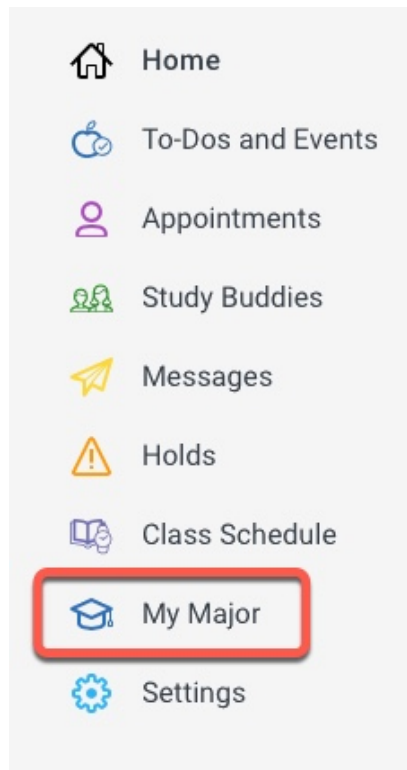 Home
To-Dos and Events
Appointments
Study Buddies
Messages
Holds
Class Schedule
My Major
Settings